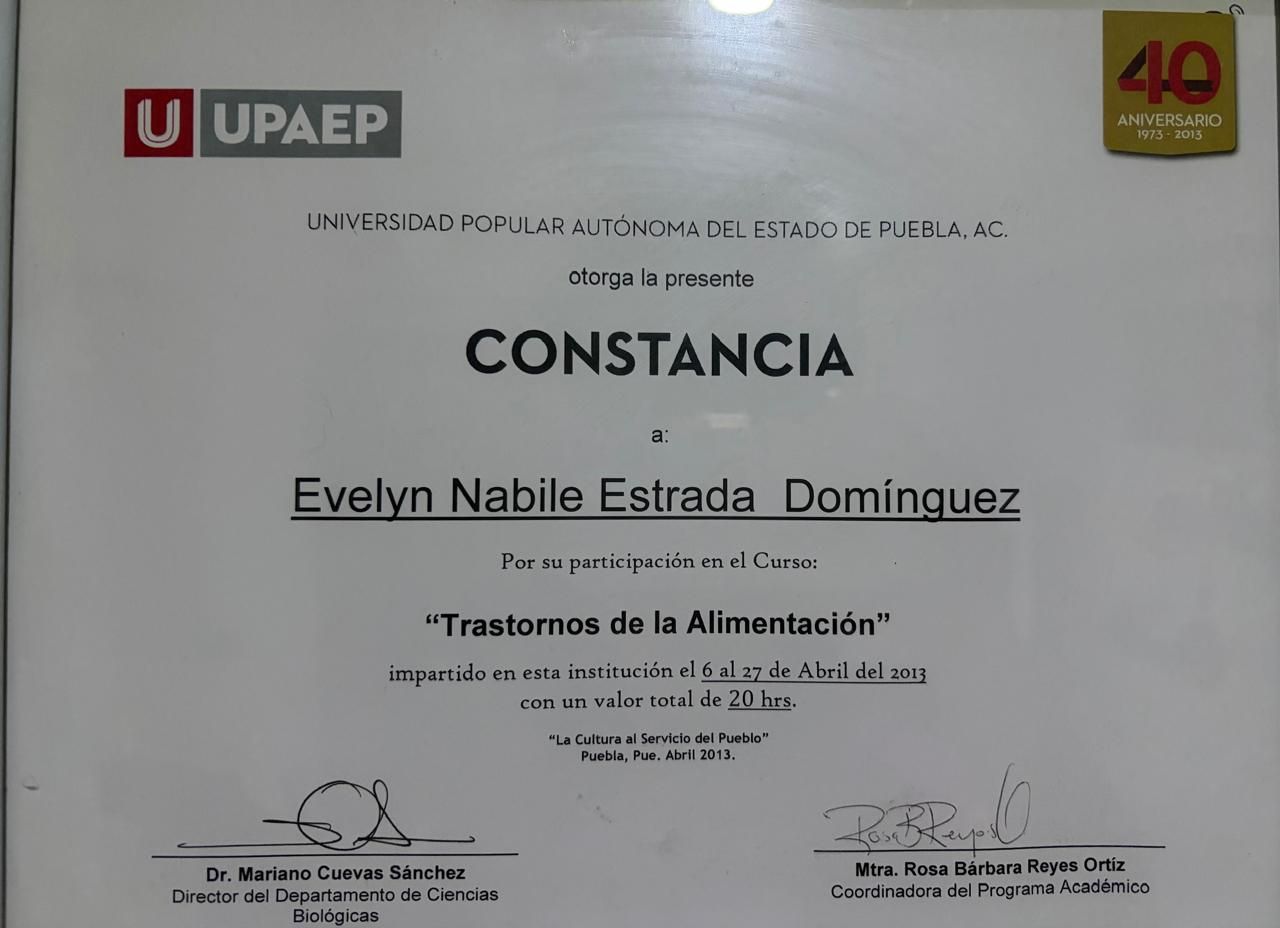 U UPAEP
40
ANIVERSARIO
1973 - 2013
UNIVERSIDAD POPULAR AUTÓNOMA DEL ESTADO DE PUEBLA, AC.
otorga la presente
CONSTANCIA
a:
Evelyn Nabile Estrada Domínguez
Por su participación en el Curso:
“Trastornos de la Alimentación”
impartido en esta institución el 6 al 27 de Abril del 2013
con un valor total de 20 hrs.
“La Cultura al Servicio del Pueblo”
Puebla, Pue. Abril 2013.
Dr. Mariano Cuevas Sánchez
Director del Departamento de Ciencias
Biológicas
Rosa B Reyes O
Mtra. Rosa Bárbara Reyes Ortíz
Coordinadora del Programa Académico